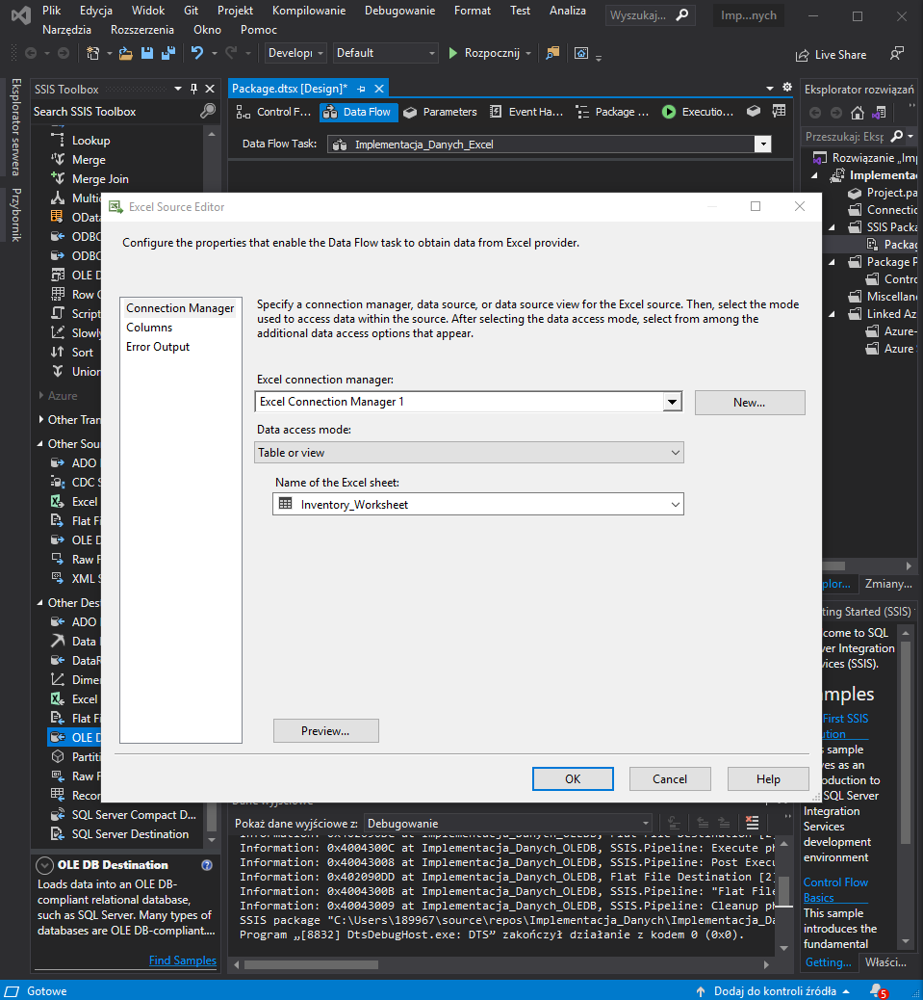 Plik Edycja Widok Git Projekt Kompilowanie Debugowanie Format Test Analiza
Wyszukaj...
Imp...nych
Narzędzia Rozszerzenia Okno Pomoc
Develop Default Rozpocznij
Live Share
Eksplorator serwera
Przybornik
SSIS Toolbox
Search SSIS Toolbox
Lookup
Merge
Merge Join
Multic
OData
ODBC
ODBC
OLE D
Row C
Script
Slowly
Sort
Union
Azure
Other Tran
Other Sou
ADO
CDC S
Excel
Flat Fi
OLE D
Raw F
XML S
Other Dest
ADO
Data
DataR
Dimen
Excel
Flat Fi
OLE D
Partiti
Raw F
Recor
SQL Server Compact D...
SQL Server Destination
OLE DB Destination
Loads data into an OLE DB-
compliant relational database,
such as SQL Server. Many types of
databases are OLE DB-compliant....
Find Samples
Package.dtsx [Design]*
Control F... Data Flow Parameters Event Ha... Package ... Executio...
Data Flow Task: Implementacja_Danych_Excel
Excel Source Editor
Configure the properties that enable the Data Flow task to obtain data from Excel provider.
Connection Manager
Columns
Error Output
Specify a connection manager, data source, or data source view for the Excel source. Then, select the mode
used to access data within the source. After selecting the data access mode, select from among the
additional data access options that appear.
Excel connection manager:
Excel Connection Manager 1
New...
Data access mode:
Table or view
Name of the Excel sheet:
Inventory_Worksheet
Preview...
OK Cancel Help
Dane wyjściowe
Pokaż dane wyjściowe z: Debugowanie
Information: 0x4004300C at Implementacja_Danych_OLEDB, SSIS.Pipeline: Execute ph
Information: 0x40043008 at Implementacja_Danych_OLEDB, SSIS.Pipeline: Post Execu
Information: 0x402090DD at Implementacja_Danych_OLEDB, Flat File Destination [2]
Information: 0x4004300B at Implementacja_Danych_OLEDB, SSIS.Pipeline: "Flat File
Information: 0x40043009 at Implementacja_Danych_OLEDB, SSIS.Pipeline: Cleanup ph
SSIS package "C:\Users\189967\source\repos\Implementacja_Danych\Implementacja_Da
Program „[8832] DtsDebugHost.exe: DTS” zakończył działanie z kodem 0 (0x0).
Eksplorator rozwiązań
Przeszukaj: Eksp
Rozwiązanie „Im
Implementac
Project.pa
Connectic
SSIS Packa
Packag
Package P
Contro
Miscellan
Linked Az
Azure-
Azure
plor... Zmiany...
ting Started (SSIS)
come to SQL
ver Integration
vices (SSIS).
mples
First SSIS
ution
s sample
ves as an
oduction to
SQL Server
Integration
Services
development
environment
Control Flow
Basics
This sample
introduces the
fundamental
Getting... Właści...
Gotowe
Dodaj do kontroli źródła
5